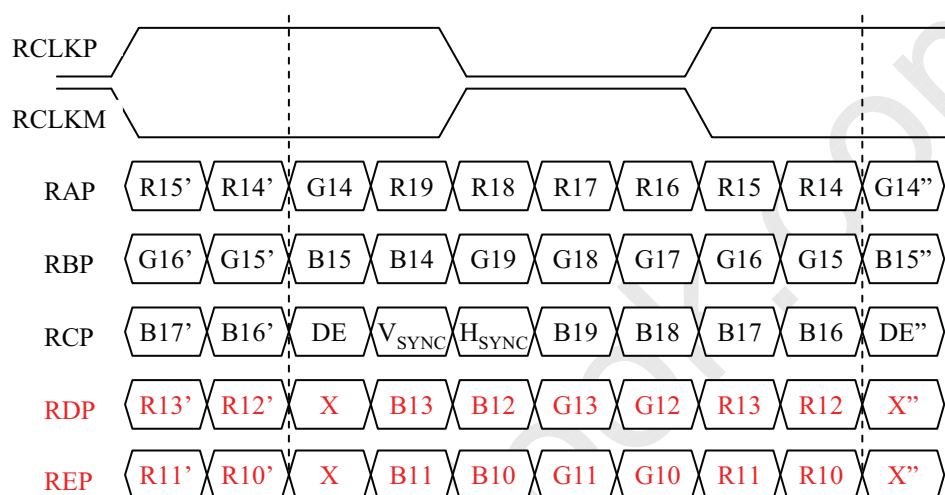 RCLKP
RCLKM
RAP R15’ R14’ G14 R19 R18 R17 R16 R15 R14 G14”
RBP G16’ G15’ B15 B14 G19 G18 G17 G16 G15 B15”
RCP B17’ B16’ DE VSYNC HSYNC B19 B18 B17 B16 DE”
RDP R13’ R12’ X B13 B12 G13 G12 R13 R12 X”
REP R11’ R10’ X B11 B10 G11 G10 R11 R10 X”